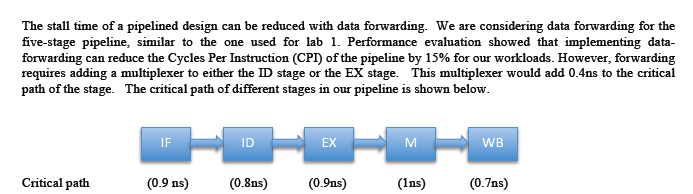 The stall time of a pipelined design can be reduced with data forwarding. We are considering data forwarding for the
five-stage pipeline, similar to the one used for lab 1. Performance evaluation showed that implementing data-
forwarding can reduce the Cycles Per Instruction (CPI) of the pipeline by 15% for our workloads. However, forwarding
requires adding a multiplexer to either the ID stage or the EX stage. This multiplexer would add 0.4ns to the critical
path of the stage. The critical path of different stages in our pipeline is shown below.
IF ID EX M WB
Critical path (0.9 ns) (0.8ns) (0.9ns) (1ns) (0.7ns)